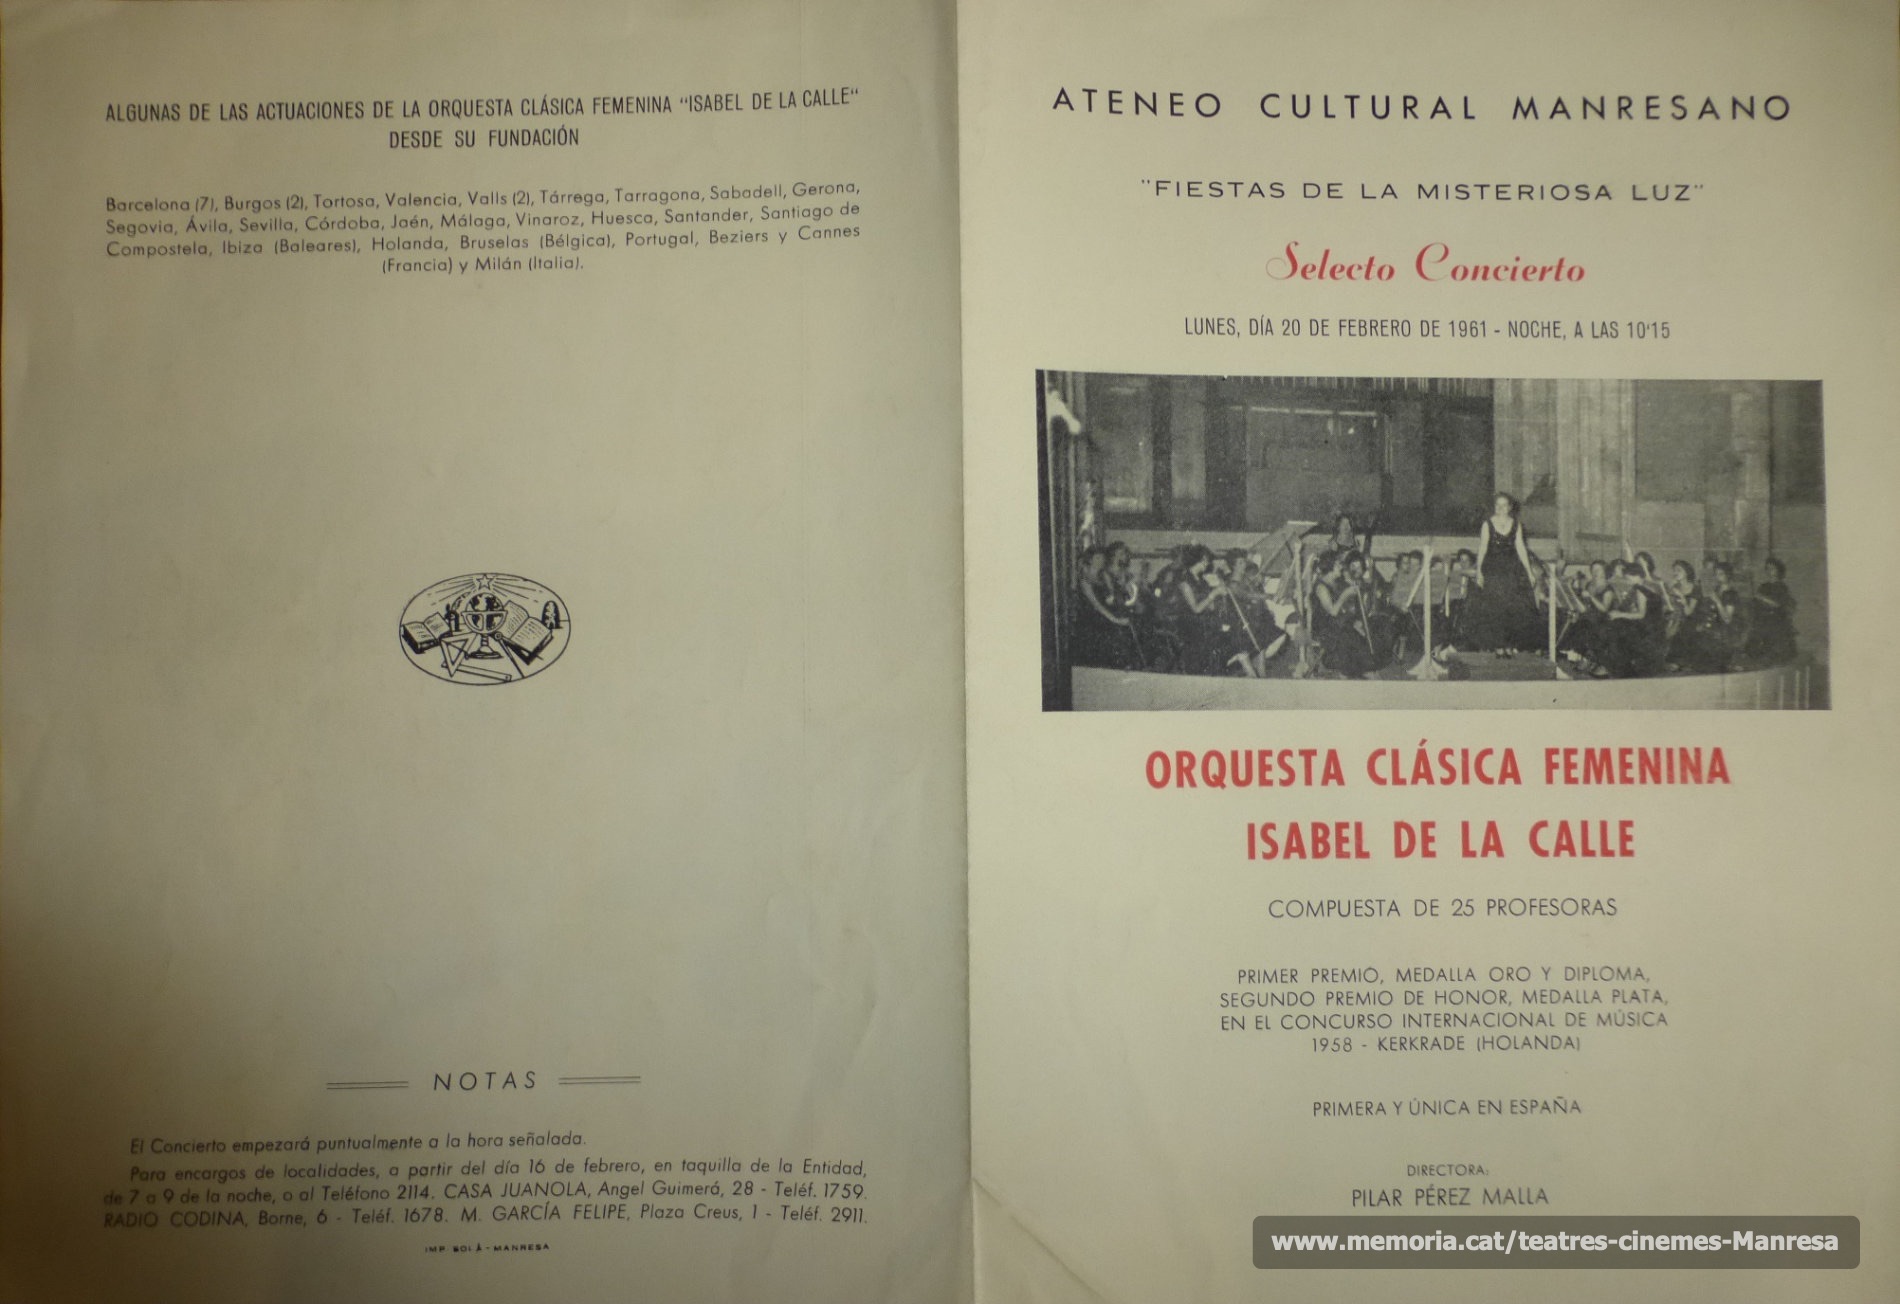 ALGUNAS DE LAS ACTUACIONES DE LA ORQUESTA CLÁSICA FEMENINA "ISABEL DE LA CALLE"
DESDE SU FUNDACIÓN
Barcelona (7), Burgos (2), Tortosa, Valencia, Valls (2), Tárrega, Tarragona, Sabadell, Gerona,
Segovia, Ávila, Sevilla, Córdoba, Jaén, Málaga, Vinaroz, Huesca, Santander, Santiago de
Compostela, Ibiza (Baleares), Holanda, Bruselas (Bélgica), Portugal, Beziers y Cannes
(Francia) y Milán (Italia).
NOTAS
El Concierto empezará puntualmente a la hora señalada.
Para encargos de localidades, a partir del día 16 de febrero, en taquilla de la Entidad,
de 7 a 9 de la noche, o al Teléfono 2114. CASA JUANOLA, Angel Guimerá, 28 - Teléf. 1759.
RADIO CODINA, Borne, 6 - Teléf. 1678. M. GARCÍA FELIPE, Plaza Creus, 1 - Teléf. 2911.
IMP. BOLÁ - MANRESA
ATENEO CULTURAL MANRESANO
"FIESTAS DE LA MISTERIOSA LUZ"
Selecto Concierto
LUNES, DÍA 20 DE FEBRERO DE 1961 - NOCHE, A LAS 10'15
ORQUESTA CLÁSICA FEMENINA
ISABEL DE LA CALLE
COMPUESTA DE 25 PROFESORAS
PRIMER PREMIO, MEDALLA ORO Y DIPLOMA,
SEGUNDO PREMIO DE HONOR, MEDALLA PLATA,
EN EL CONCURSO INTERNACIONAL DE MÚSICA
1958 - KERKRADE (HOLANDA)
PRIMERA Y ÚNICA EN ESPAÑA
DIRECTORA:
PILAR PÉREZ MALLA
www.memoria.cat/teatres-cinemes-Manresa